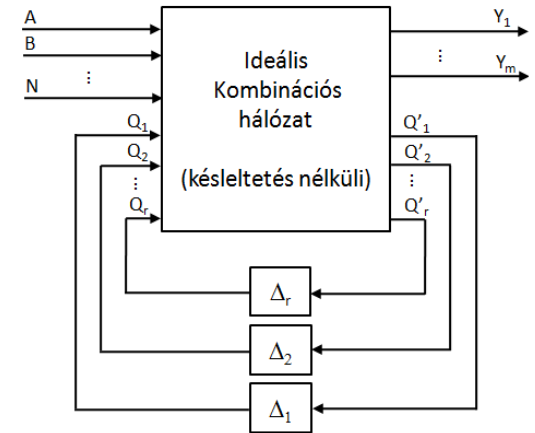 A
B
⋮
N
Q₁
Q₂
⋮
Qᵣ
Ideális
Kombinációs
hálózat
(késleltetés nélküli)
Y₁
⋮
Yₘ
Q'₁
Q'₂
⋮
Q'ᵣ
Δᵣ
Δ₂
Δ₁